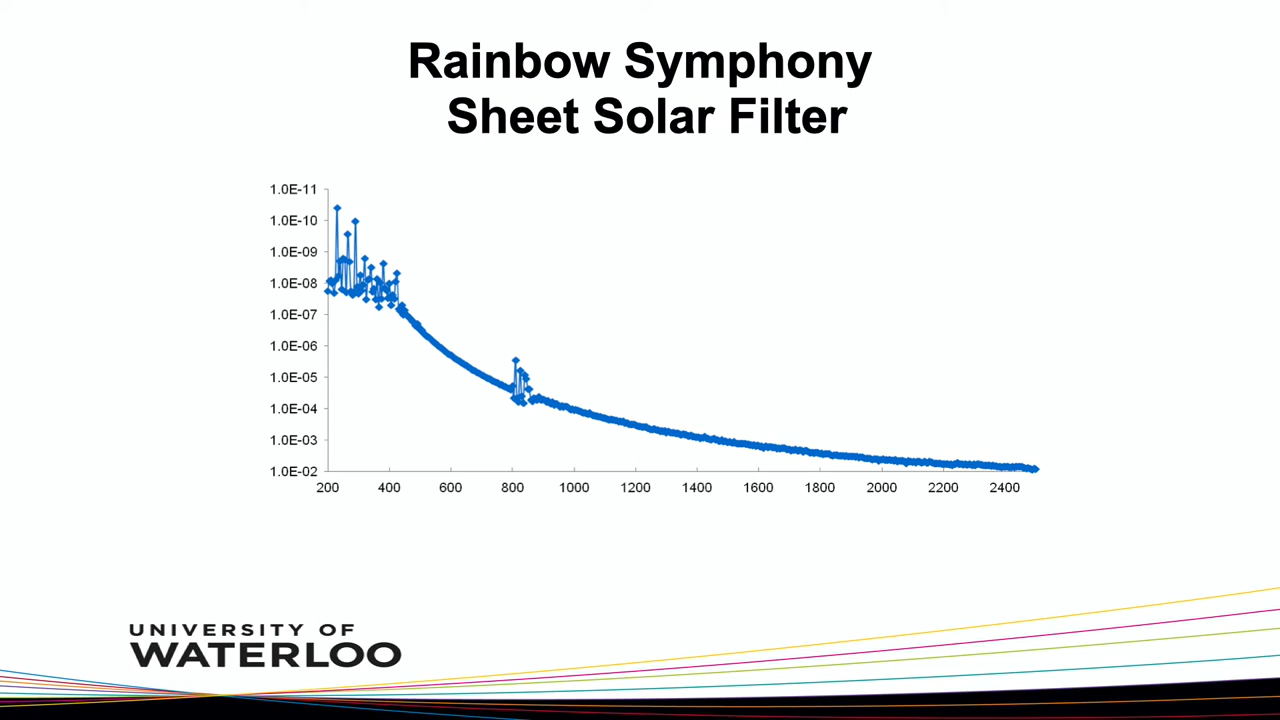 Rainbow Symphony
Sheet Solar Filter
1.0E-11
1.0E-10
1.0E-09
1.0E-08
1.0E-07
1.0E-06
1.0E-05
1.0E-04
1.0E-03
1.0E-02
200 400 600 800 1000 1200 1400 1600 1800 2000 2200 2400
UNIVERSITY OF
WATERLOO